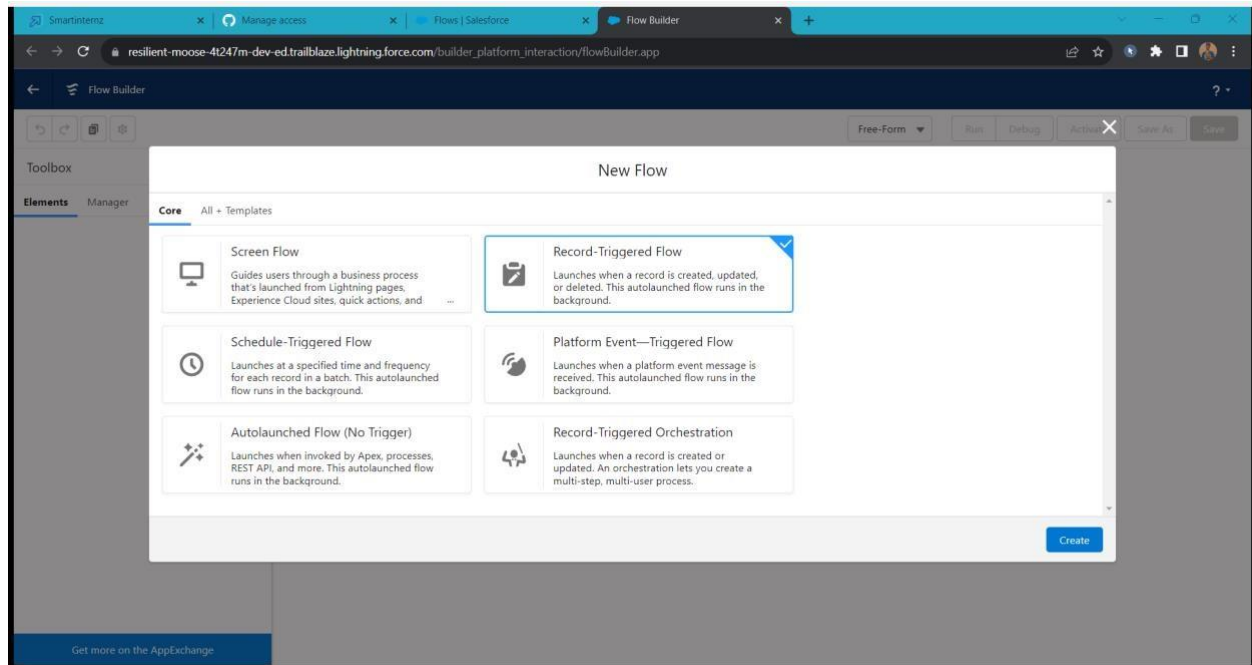 Smartinternz
Manage access
Flows | Salesforce
Flow Builder
resilient-moose-4t247m-dev-ed.trailblaze.lightning.force.com/builder_platform_interaction/flowBuilder.app
Flow Builder
?
Free-Form
Run
Debug
Save As
Save
Toolbox
Elements Manager
New Flow
Core All + Templates
Screen Flow
Guides users through a business process
that's launched from Lightning pages,
Experience Cloud sites, quick actions, and ...
Record-Triggered Flow
Launches when a record is created, updated,
or deleted. This autolaunched flow runs in the
background.
Schedule-Triggered Flow
Launches at a specified time and frequency
for each record in a batch. This autolaunched
flow runs in the background.
Platform Event—Triggered Flow
Launches when a platform event message is
received. This autolaunched flow runs in the
background.
Autolaunched Flow (No Trigger)
Launches when invoked by Apex, processes,
REST API, and more. This autolaunched flow
runs in the background.
Record-Triggered Orchestration
Launches when a record is created or
updated. An orchestration lets you create a
multi-step, multi-user process.
Create
Get more on the AppExchange